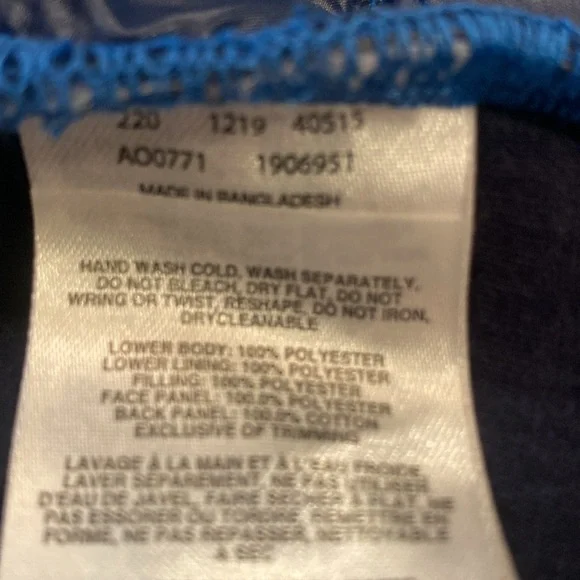 220 1219 40515
AO0771 1906951
MADE IN BANGLADESH
HAND WASH COLD, WASH SEPARATELY,
DO NOT BLEACH, DRY FLAT, DO NOT
WRING OR TWIST, RESHAPE, DO NOT IRON,
DRYCLEANABLE
LOWER BODY: 100% POLYESTER
LOWER LINING: 100% POLYESTER
FILLING: 100% POLYESTER
FACE PANEL: 100.0% POLYESTER
BACK PANEL: 100.0% COTTON
EXCLUSIVE OF TRIMMING
LAVAGE À LA MAIN ET À L'EAU FROIDE,
LAVER SÉPARÉMENT, NE PAS UTILISER
D'EAU DE JAVEL, FAIRE SÉCHER À PLAT, NE
PAS ESSORER OU TORDRE, REMETTRE EN
FORME, NE PAS REPASSER, NETTOYABLE
À SEC